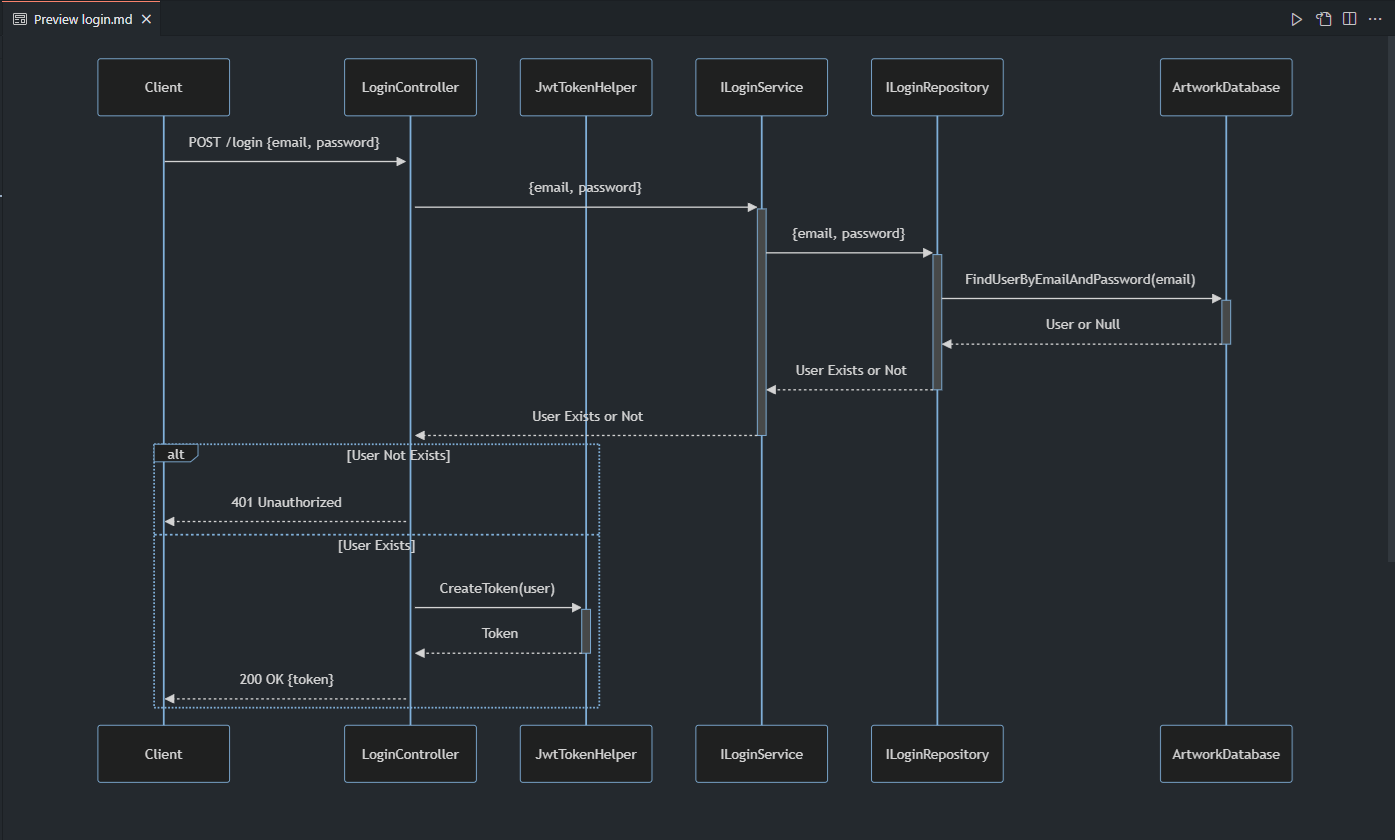 Preview login.md
Client
LoginController
JwtTokenHelper
ILoginService
ILoginRepository
ArtworkDatabase
POST /login {email, password}
{email, password}
{email, password}
FindUserByEmailAndPassword(email)
User or Null
User Exists or Not
User Exists or Not
alt
[User Not Exists]
401 Unauthorized
[User Exists]
CreateToken(user)
Token
200 OK {token}
Client
LoginController
JwtTokenHelper
ILoginService
ILoginRepository
ArtworkDatabase